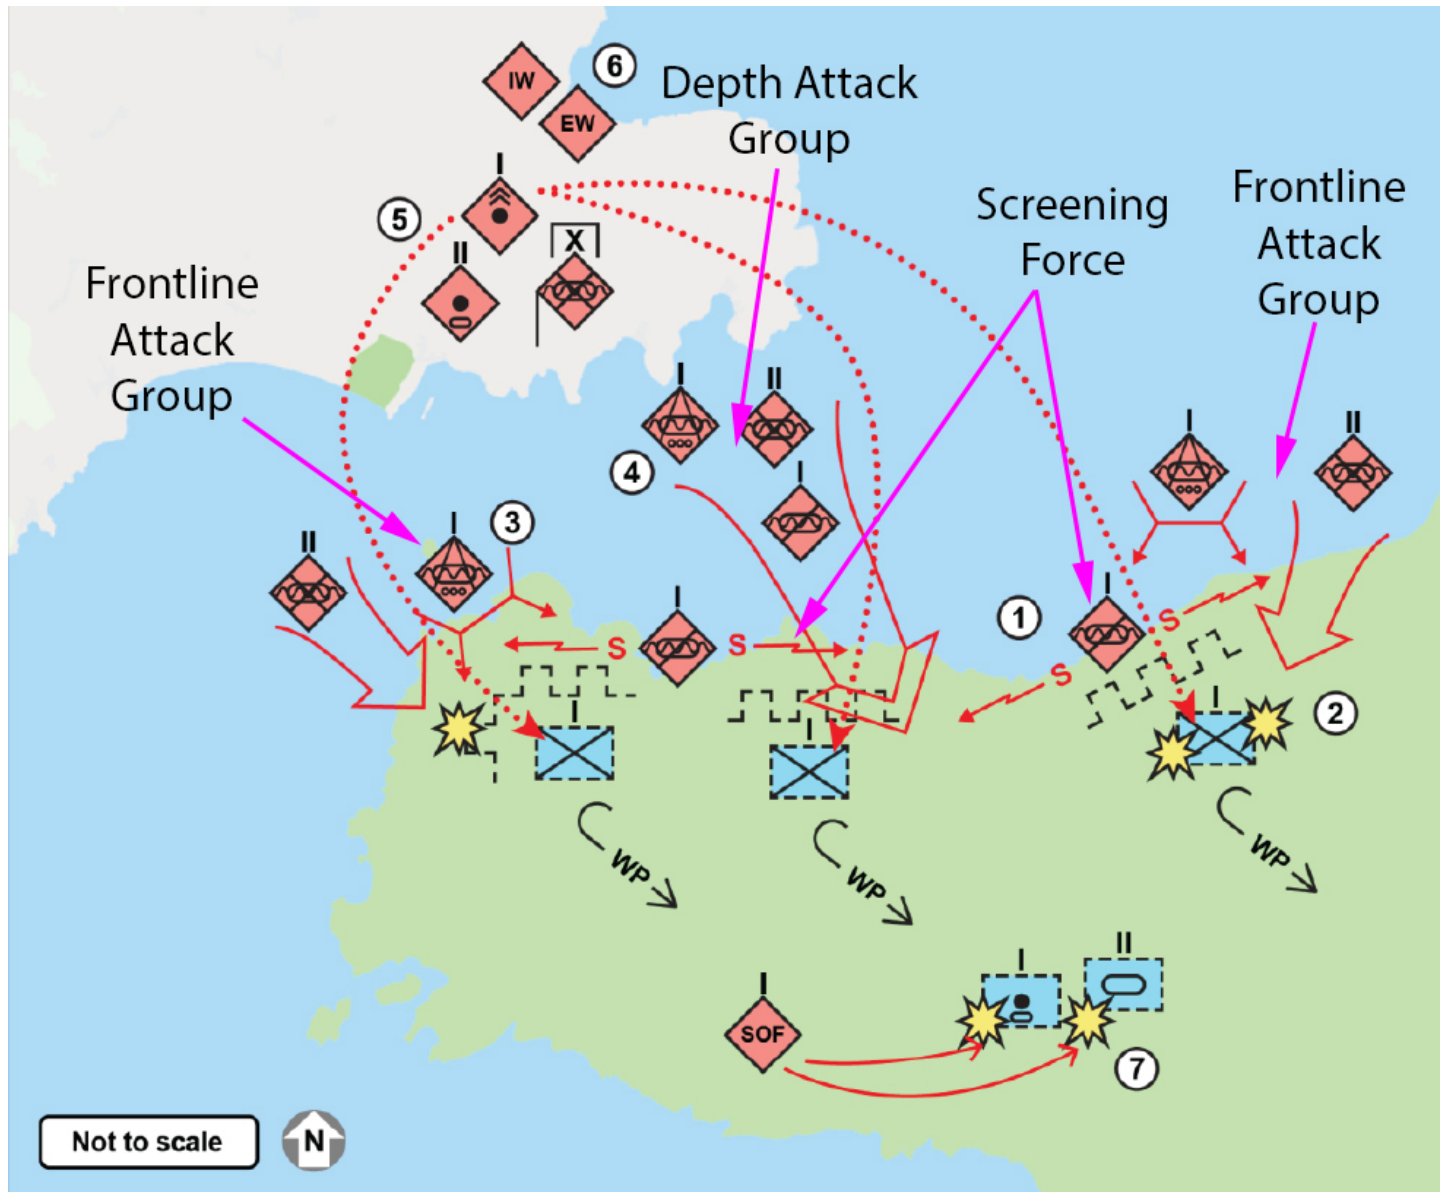 6
IW
EW
Depth Attack
Group
I
5
II
X
Screening
Force
Frontline
Attack
Group
Frontline
Attack
Group
I
II
4
I
I
II
3
I
II
1
I
S
S
I
S
S
I
I
I
2
WP
WP
WP
I
I
II
SOF
7
Not to scale
N